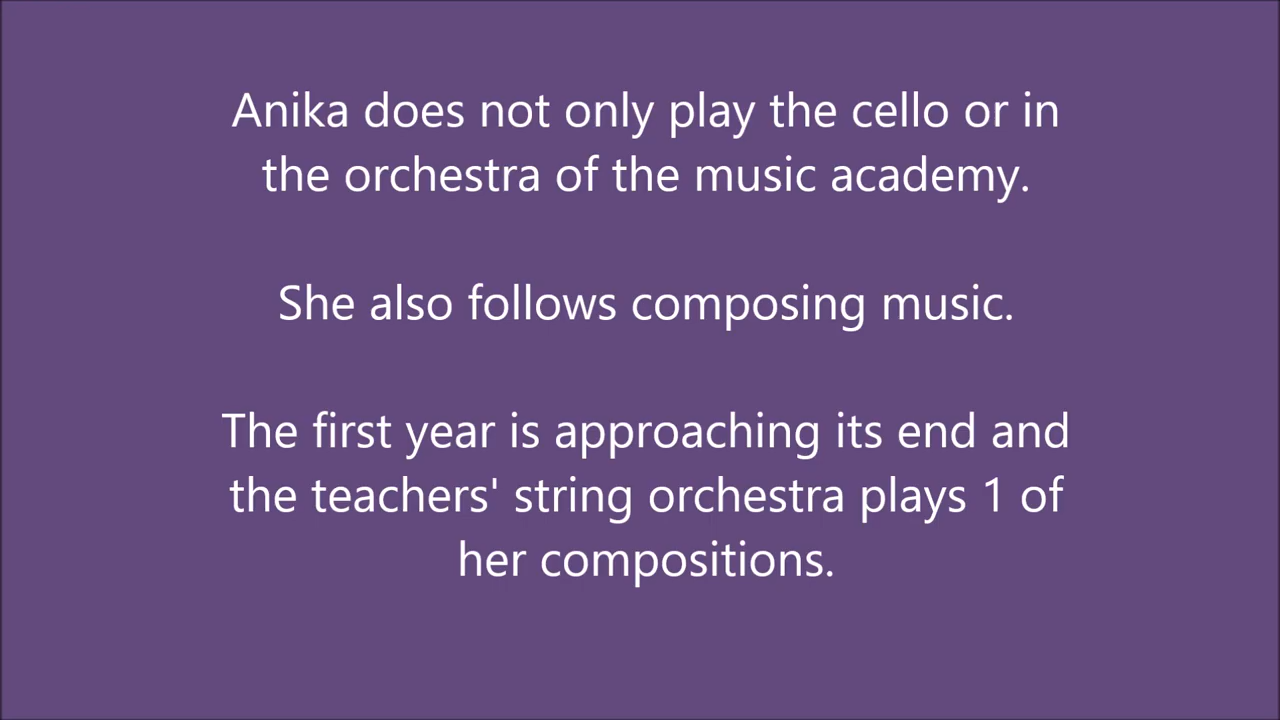 Anika does not only play the cello or in
the orchestra of the music academy.
She also follows composing music.
The first year is approaching its end and
the teachers' string orchestra plays 1 of
her compositions.